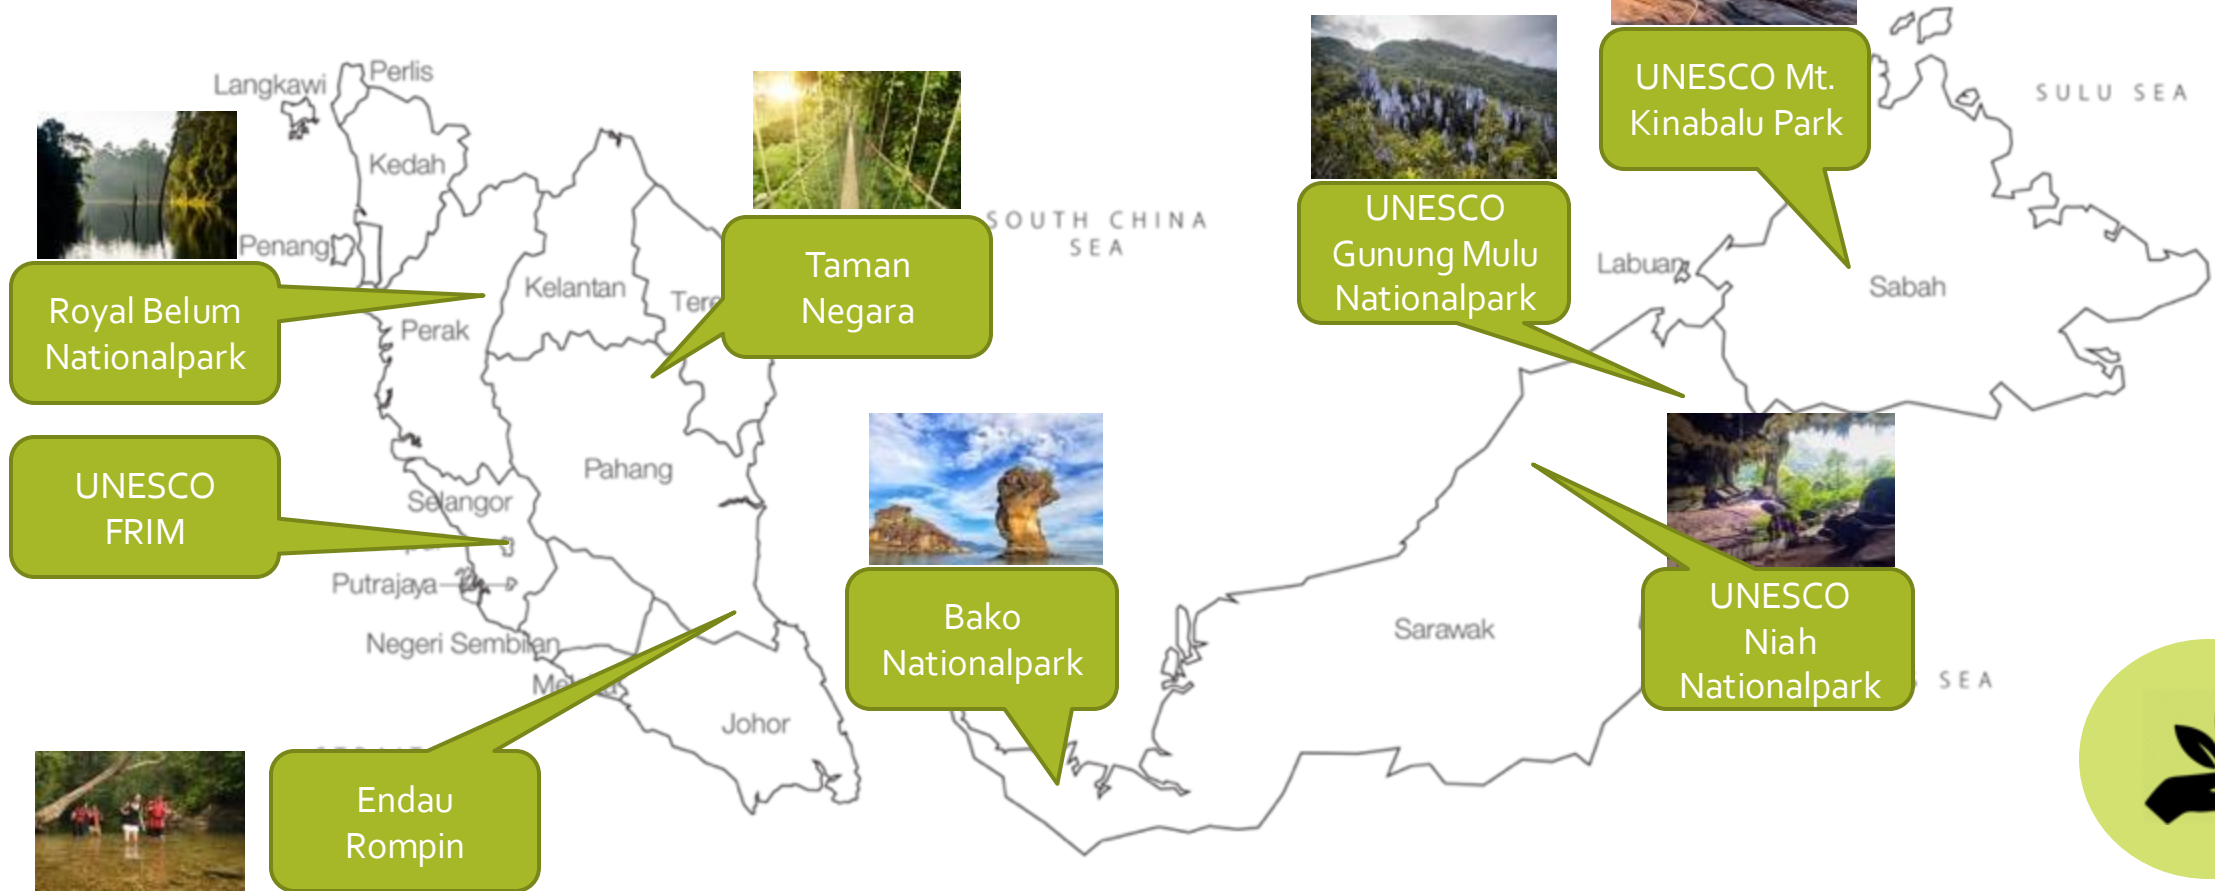 Langkawi
Perlis
Kedah
Penang
Royal Belum
Nationalpark
Perak
Kelantan
Taman
Negara
SOUTH CHINA
SEA
UNESCO
FRIM
Selangor
Pahang
Putrajaya
Negeri Sembilan
Johor
Endau
Rompin
Bako
Nationalpark
UNESCO
Gunung Mulu
Nationalpark
UNESCO Mt.
Kinabalu Park
SULU SEA
Labuan
Sabah
Sarawak
UNESCO
Niah
Nationalpark
SEA